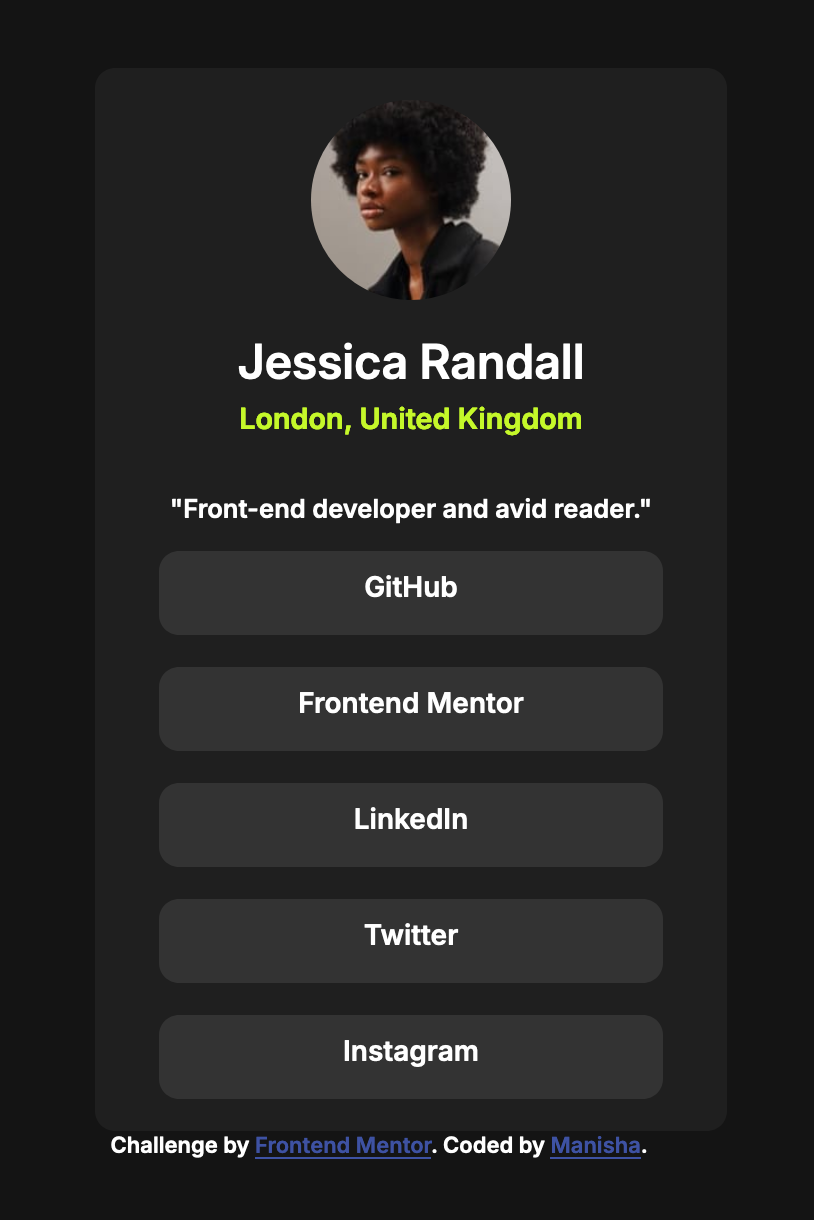 Jessica Randall
London, United Kingdom
"Front-end developer and avid reader."
GitHub
Frontend Mentor
LinkedIn
Twitter
Instagram
Challenge by Frontend Mentor. Coded by Manisha.